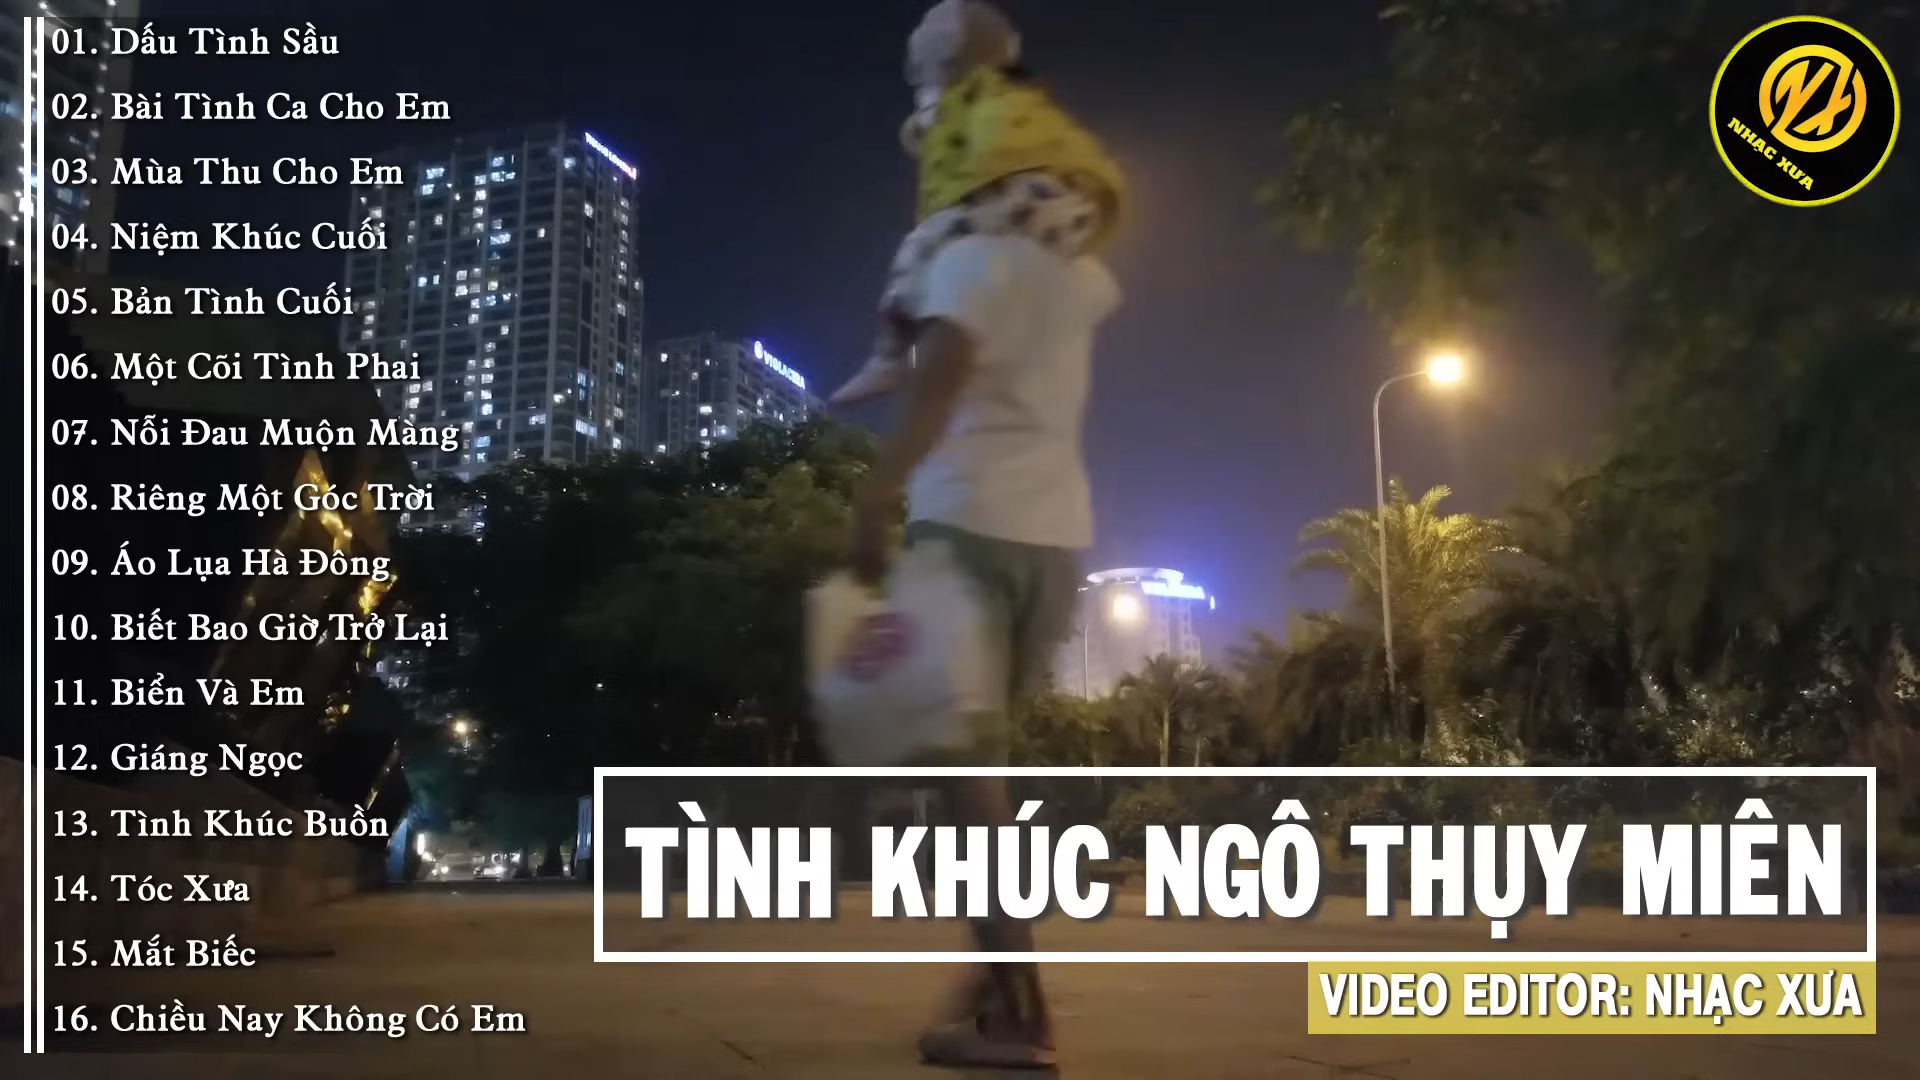 01. Dấu Tình Sầu
02. Bài Tình Ca Cho Em
03. Mùa Thu Cho Em
04. Niệm Khúc Cuối
05. Bản Tình Cuối
06. Một Cõi Tình Phai
07. Nỗi Đau Muộn Màng
08. Riêng Một Góc Trời
09. Áo Lụa Hà Đông
10. Biết Bao Giờ Trở Lại
11. Biển Và Em
12. Giáng Ngọc
13. Tình Khúc Buồn
14. Tóc Xưa
15. Mắt Biếc
16. Chiều Nay Không Có Em
NHẠC XƯA
VIOLACERA
TÌNH KHÚC NGÔ THỤY MIÊN
VIDEO EDITOR: NHẠC XƯA